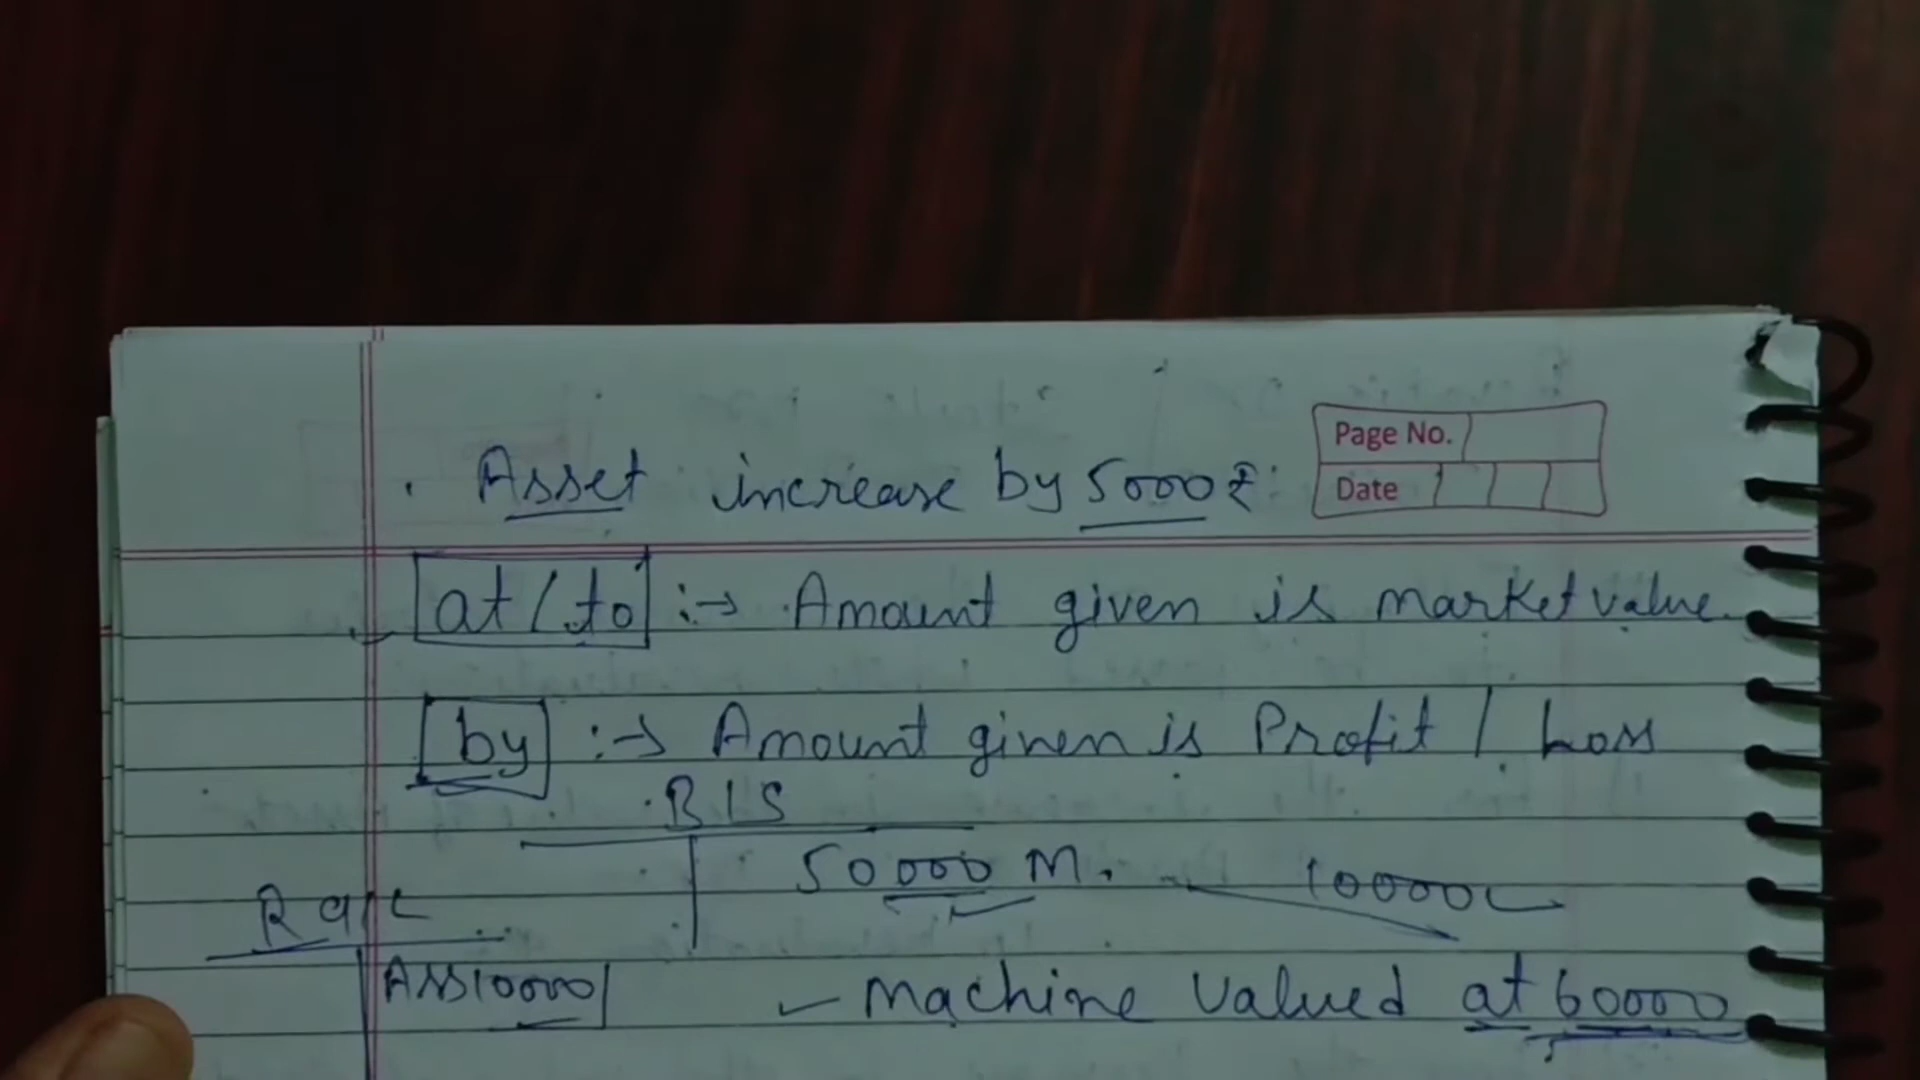 . Asset increase by 5000 ₹
Page No.
Date
at / to :→ Amount given is market value.
by :→ Amount given is Profit / Loss
B/S
50000 M. 10000
R a/c
Ass 10000
✓ Machine Valued at 60000